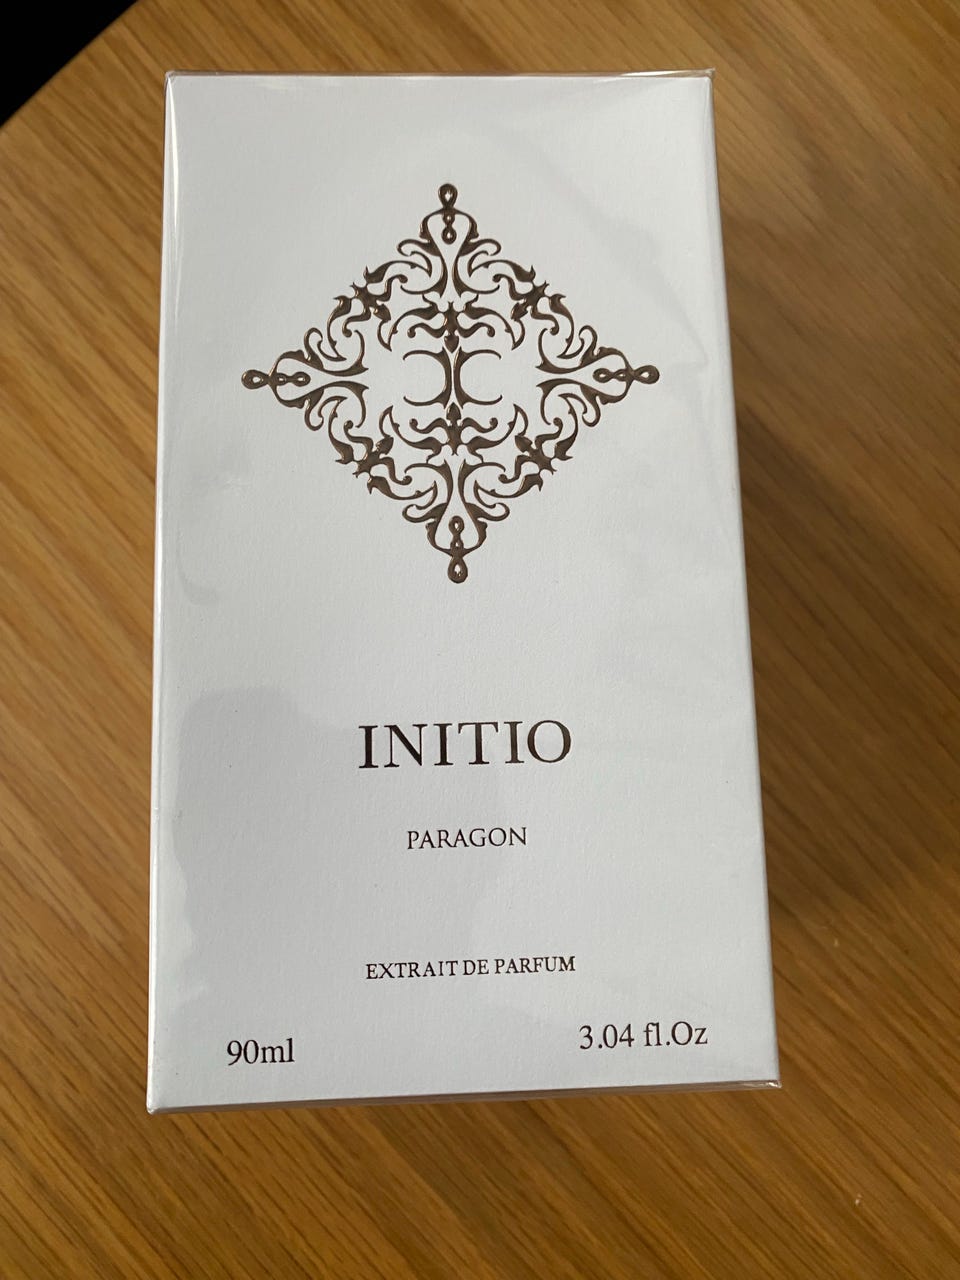 INITIO
PARAGON
EXTRAIT DE PARFUM
90ml
3.04 fl.Oz